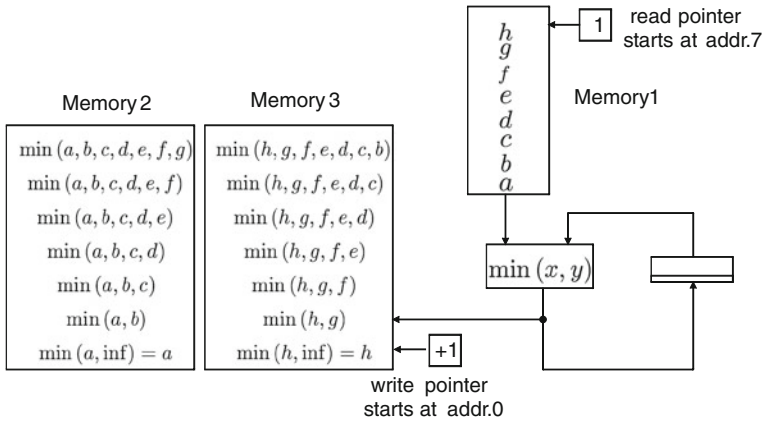 1
read pointer
starts at addr.7
h
g
f
e
d
c
b
a
Memory1
Memory 2
Memory 3
min (a, b, c, d, e, f, g)
min (a, b, c, d, e, f)
min (a, b, c, d, e)
min (a, b, c, d)
min (a, b, c)
min (a, b)
min (a, inf) = a
min (h, g, f, e, d, c, b)
min (h, g, f, e, d, c)
min (h, g, f, e, d)
min (h, g, f, e)
min (h, g, f)
min (h, g)
min (h, inf) = h
min (x, y)
+1
write pointer
starts at addr.0